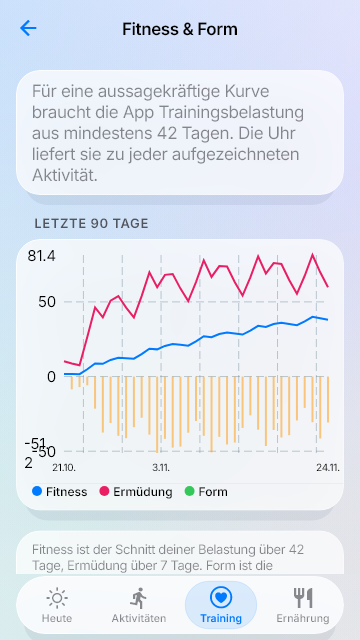 Fitness & Form
Für eine aussagekräftige Kurve
braucht die App Trainingsbelastung
aus mindestens 42 Tagen. Die Uhr
liefert sie zu jeder aufgezeichneten
Aktivität.
LETZTE 90 TAGE
81.4
50
0
-50
-51.
2
21.10. 3.11. 24.11.
Fitness Ermüdung Form
Fitness ist der Schnitt deiner Belastung über 42
Tage, Ermüdung über 7 Tage. Form ist die
Heute Aktivitäten Training Ernährung